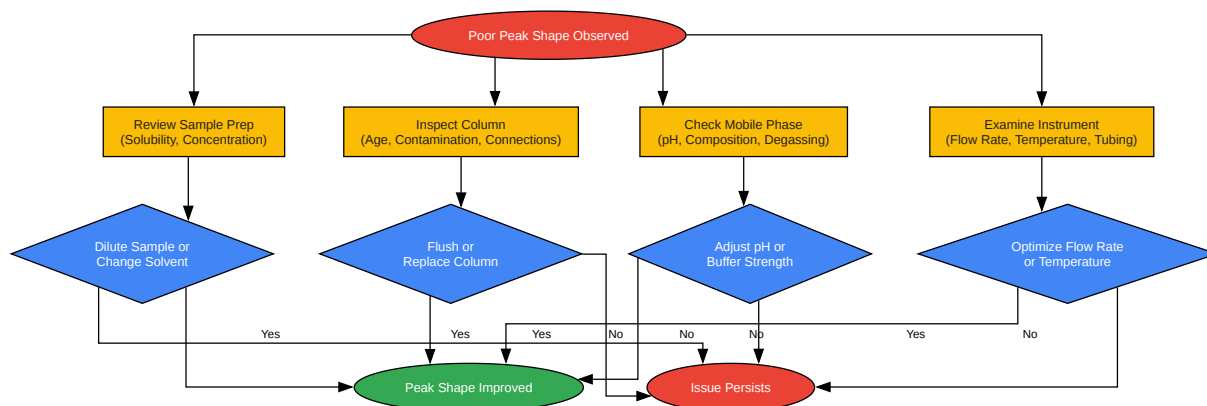 Poor Peak Shape Observed
Review Sample Prep
(Solubility, Concentration)
Inspect Column
(Age, Contamination, Connections)
Check Mobile Phase
(pH, Composition, Degassing)
Examine Instrument
(Flow Rate, Temperature, Tubing)
Dilute Sample or
Change Solvent
Flush or
Replace Column
Adjust pH or
Buffer Strength
Optimize Flow Rate
or Temperature
Yes
Yes
Yes
No
No
No
Yes
No
Peak Shape Improved
Issue Persists